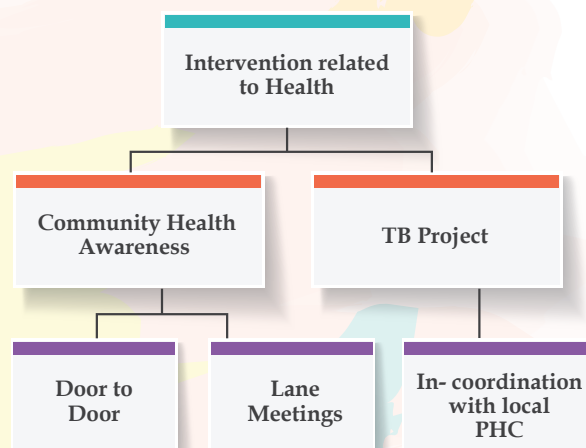 Intervention related
to Health
Community Health
Awareness
TB Project
Door to
Door
Lane
Meetings
In- coordination
with local
PHC